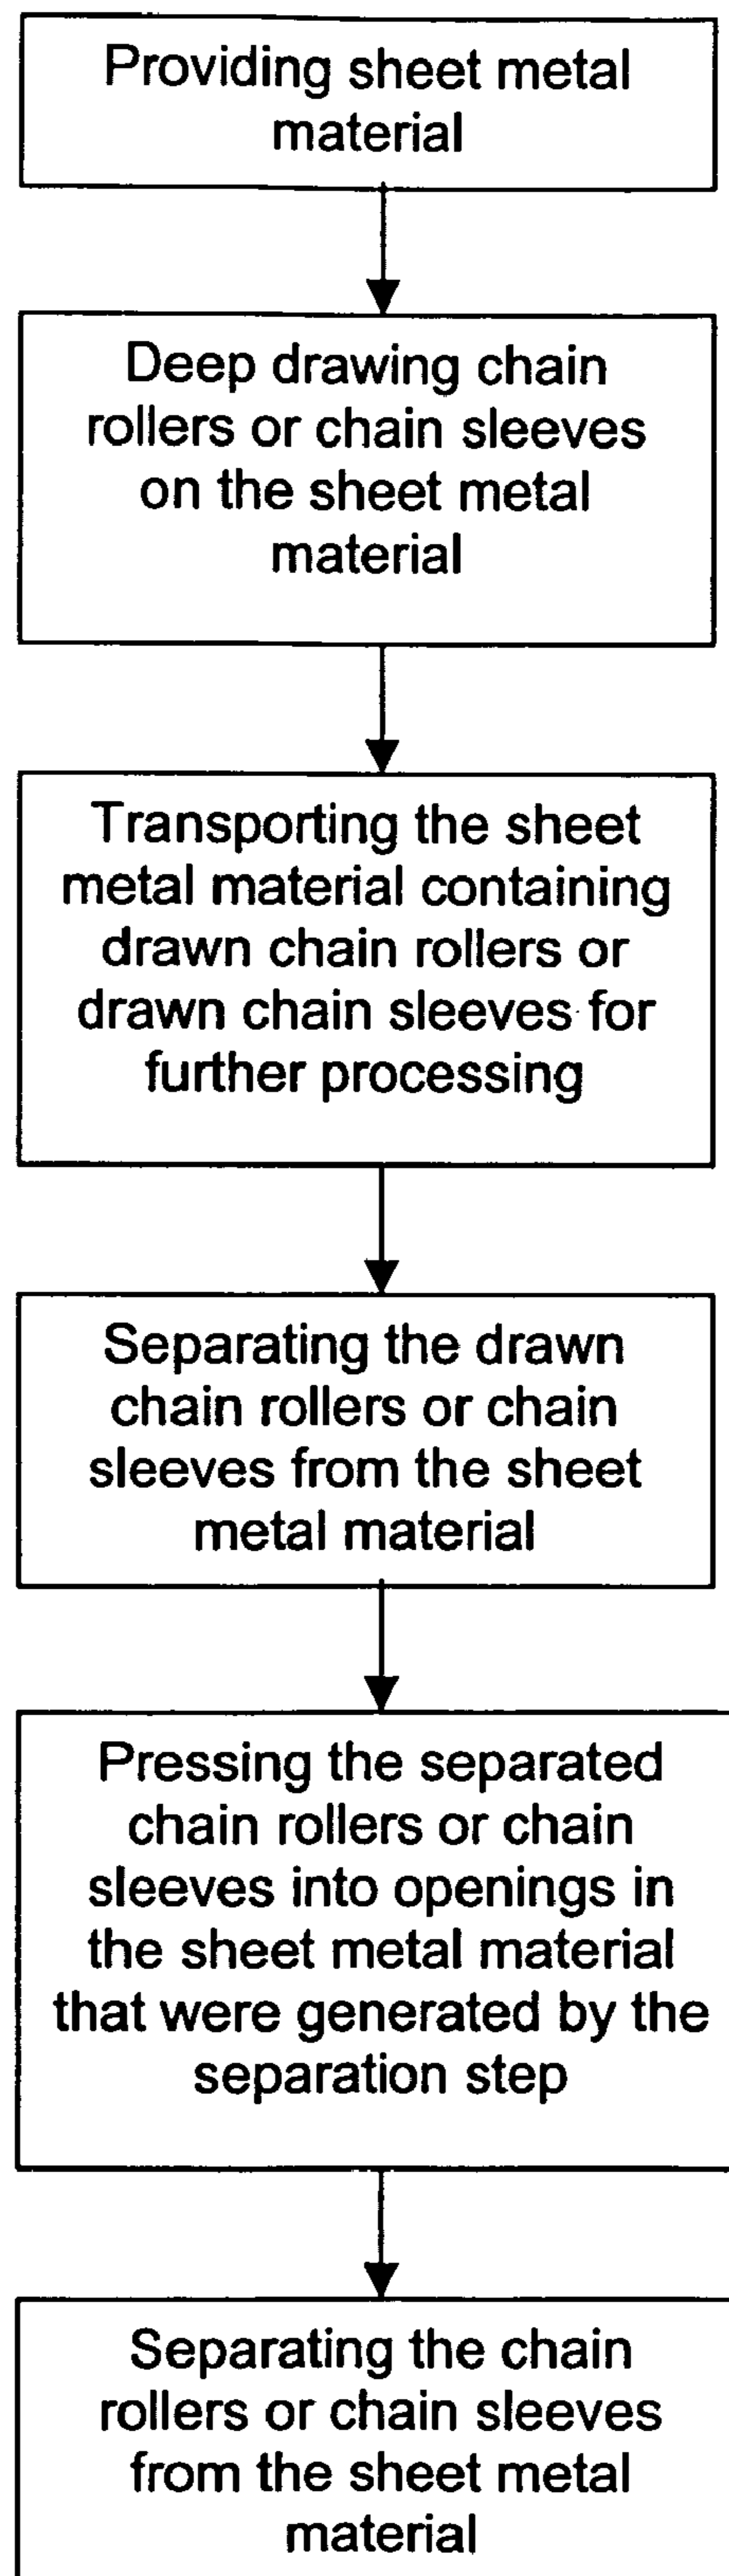 Providing sheet metal
material
Deep drawing chain
rollers or chain sleeves
on the sheet metal
material
Transporting the sheet
metal material containing
drawn chain rollers or
drawn chain sleeves for
further processing
Separating the drawn
chain rollers or chain
sleeves from the sheet
metal material
Pressing the separated
chain rollers or chain
sleeves into openings in
the sheet metal material
that were generated by the
separation step
Separating the chain
rollers or chain sleeves
from the sheet metal
material